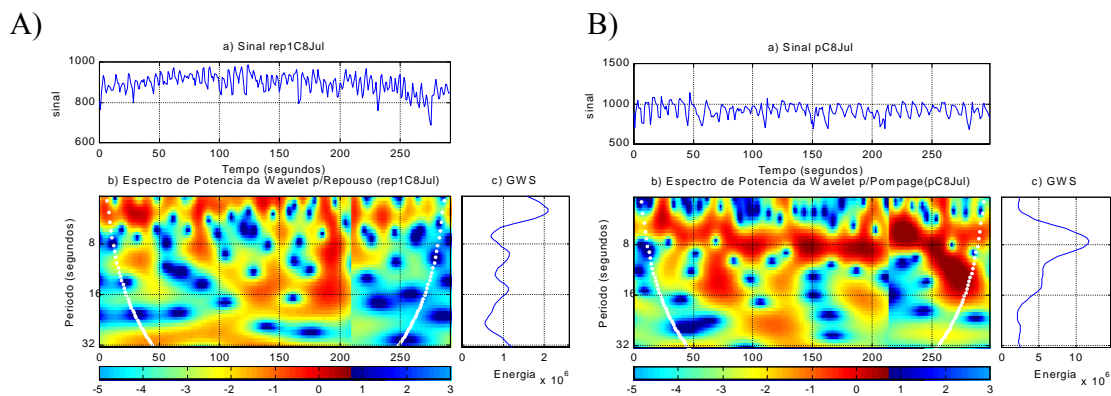 A)
a) Sinal rep1C8Jul
1000
800
600
sinal
0 50 100 150 200 250
Tempo (segundos)
b) Espectro de Potencia da Wavelet p/Repouso (rep1C8Jul)
c) GWS
8
16
32
Periodo (segundos)
0 50 100 150 200 250
0 1 2
Energia x 10^6
-5 -4 -3 -2 -1 0 1 2 3
B)
a) Sinal pC8Jul
1500
1000
500
sinal
0 50 100 150 200 250
Tempo (segundos)
b) Espectro de Potencia da Wavelet p/Pompage(pC8Jul)
c) GWS
8
16
32
Periodo (segundos)
0 50 100 150 200 250
0 5 10
Energia x 10^6
-5 -4 -3 -2 -1 0 1 2 3